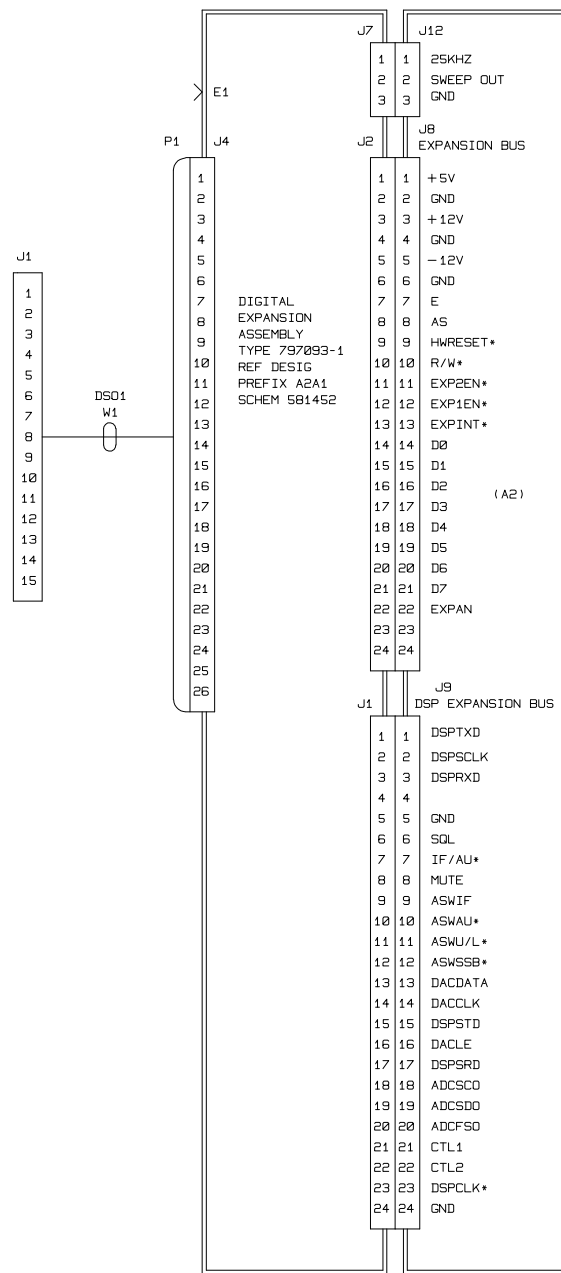 J7 J12
1 1 25KHZ
2 2 SWEEP OUT
3 3 GND
E1
P1 J4
J2 J8
EXPANSION BUS
1
2
3
4
5
6
7
8
9
10
11
12
13
14
15
16
17
18
19
20
21
22
23
24
25
26
J1
1
2
3
4
5
6
7
8
9
10
11
12
13
14
15
DSO1
W1
DIGITAL
EXPANSION
ASSEMBLY
TYPE 797093-1
REF DESIG
PREFIX A2A1
SCHEM 581452
1 1 +5V
2 2 GND
3 3 +12V
4 4 GND
5 5 -12V
6 6 GND
7 7 E
8 8 AS
9 9 HWRESET*
10 10 R/W*
11 11 EXP2EN*
12 12 EXP1EN*
13 13 EXPINT*
14 14 D0
15 15 D1
16 16 D2
17 17 D3
18 18 D4
19 19 D5
20 20 D6
21 21 D7
22 22 EXPAN
23 23
24 24
(A2)
J1 J9
DSP EXPANSION BUS
1 1 DSPTXD
2 2 DSPSCLK
3 3 DSPRXD
4 4
5 5 GND
6 6 SQL
7 7 IF/AU*
8 8 MUTE
9 9 ASWIF
10 10 ASWAU*
11 11 ASWU/L*
12 12 ASWSSB*
13 13 DACDATA
14 14 DACCLK
15 15 DSPSTD
16 16 DACLE
17 17 DSPSRD
18 18 ADCSCO
19 19 ADCSDO
20 20 ADCFSO
21 21 CTL1
22 22 CTL2
23 23 DSPCLK*
24 24 GND